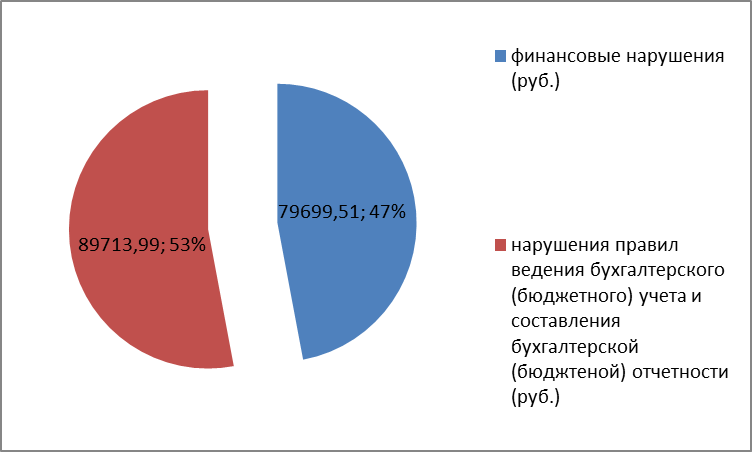 финансовые нарушения
(руб.)
79699,51; 47%
89713,99; 53%
нарушения правил
ведения бухгалтерского
(бюджетного) учета и
составления
бухгалтерской
(бюджтеной) отчетности
(руб.)